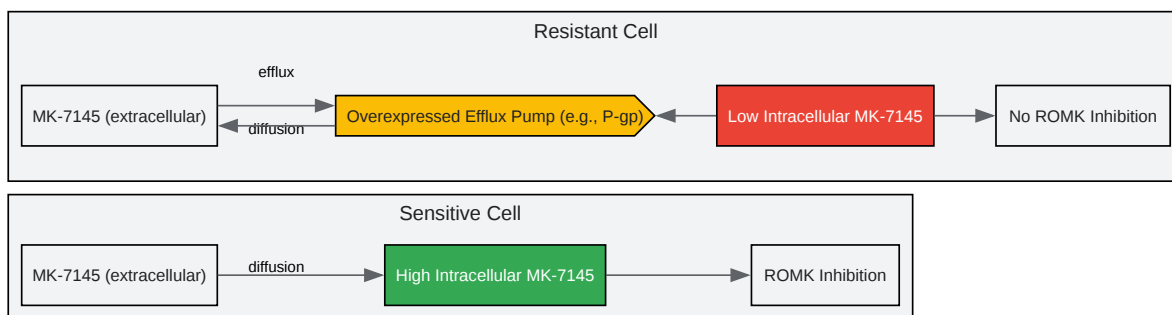 Resistant Cell
efflux
MK-7145 (extracellular)
diffusion
Overexpressed Efflux Pump (e.g., P-gp)
Low Intracellular MK-7145
No ROMK Inhibition
Sensitive Cell
MK-7145 (extracellular)
diffusion
High Intracellular MK-7145
ROMK Inhibition